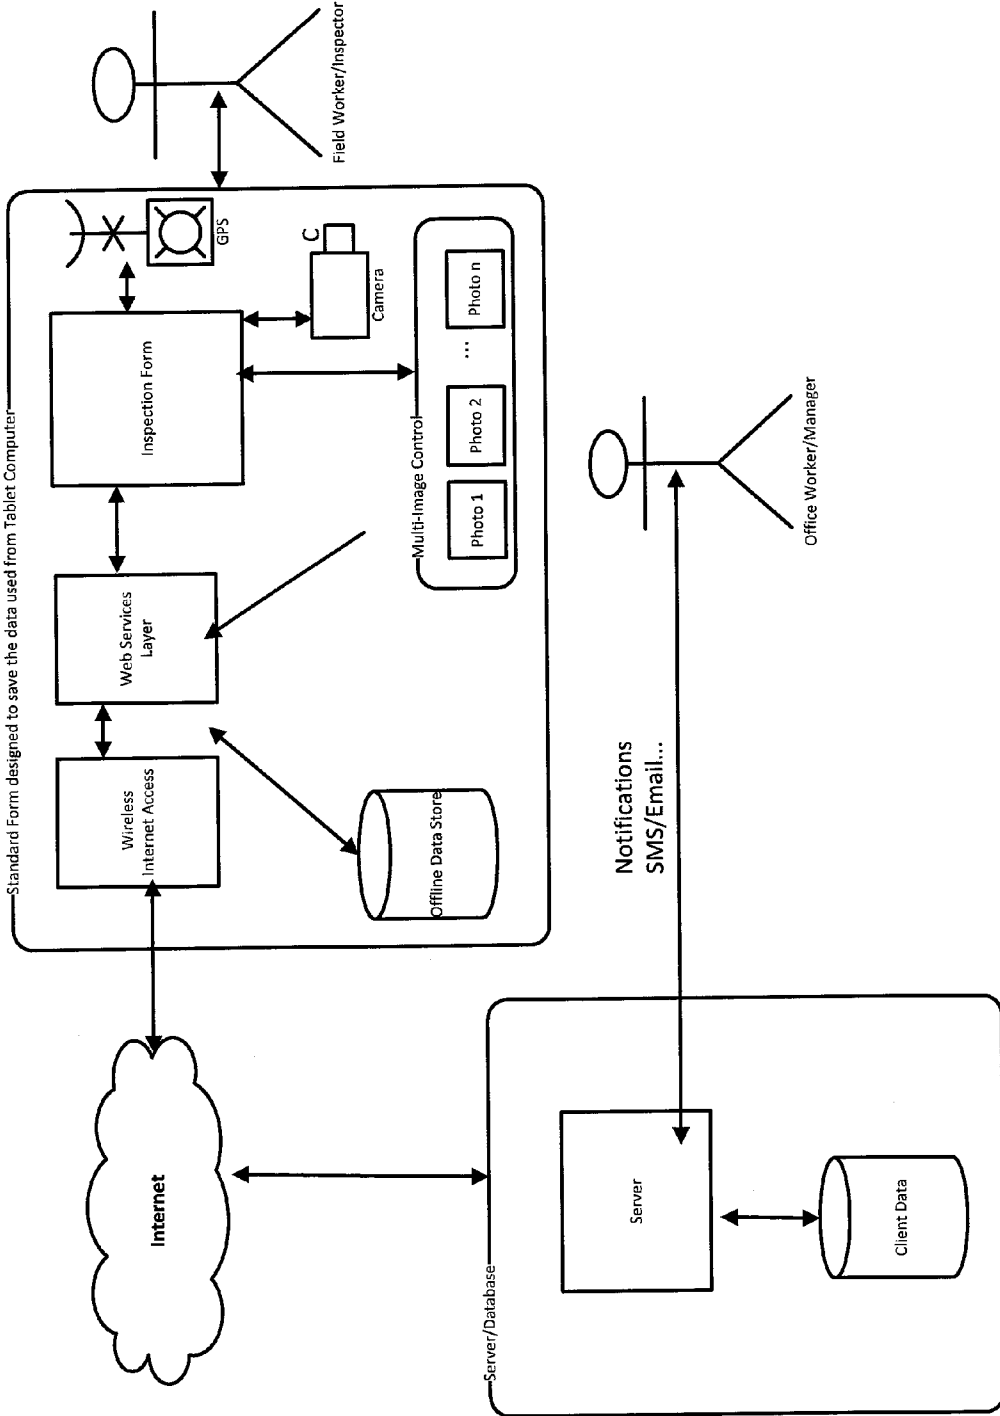 Standard Form designed to save the data used from Tablet Computer
Internet
Wireless
Internet Access
Web Services
Layer
Inspection Form
GPS
Field Worker/Inspector
Offline Data Store
C
Camera
Multi-Image Control
Photo 1
Photo 2
...
Photo n
Server/Database
Server
Client Data
Notifications
SMS/Email...
Office Worker/Manager